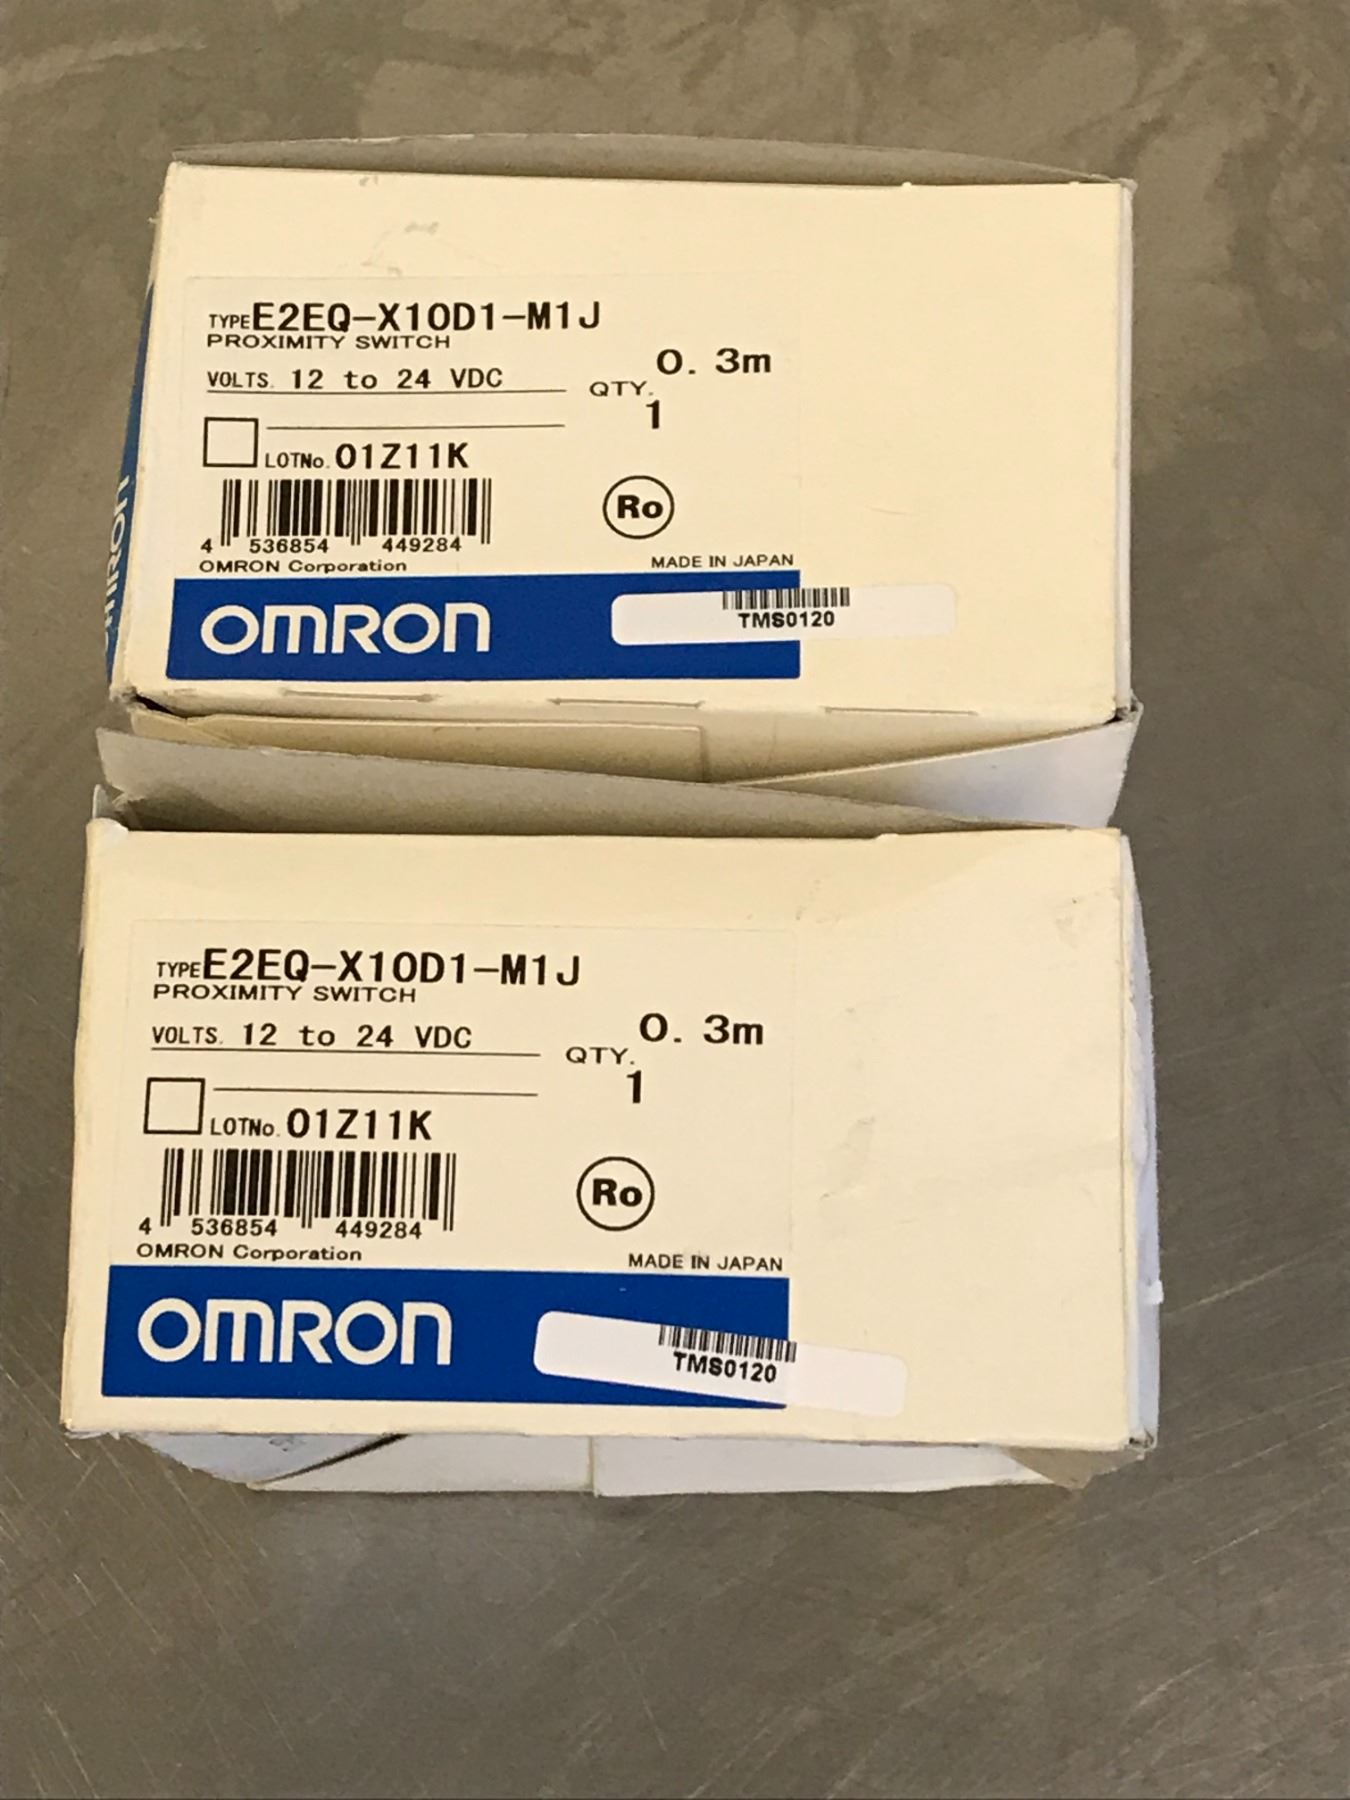 TYPE E2EQ-X10D1-M1J
PROXIMITY SWITCH
0. 3m
VOLTS. 12 to 24 VDC
QTY.
1
LOTNo. 01Z11K
Ro
4 536854 449284
OMRON Corporation
MADE IN JAPAN
OMRON
TMS0120
OMRON
TYPE E2EQ-X10D1-M1J
PROXIMITY SWITCH
0. 3m
VOLTS. 12 to 24 VDC
QTY.
1
LOTNo. 01Z11K
Ro
4 536854 449284
OMRON Corporation
MADE IN JAPAN
OMRON
TMS0120